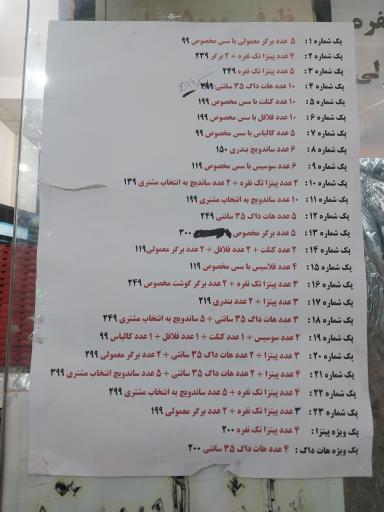 پک شماره ۱ : ۵ عدد برگر معمولی با سس مخصوص ۹۹
پک شماره ۲ : ۴ عدد پیتزا تک نفره + ۲ برگر ۲۳۹
پک شماره ۳ : ۵ عدد پیتزا تک نفره ۲۴۹
پک شماره ۴ : ۱۰ عدد هات داگ ۳۵ سانتی
پک شماره ۵ : ۱۰ عدد کتلت با سس مخصوص ۱۹۹
پک شماره ۶ : ۱۰ عدد فلافل با سس مخصوص ۱۹۹
پک شماره ۷ : ۵ عدد کالباس با سس مخصوص ۹۹
پک شماره ۸ : ۶ عدد ساندویچ بندری ۱۵۰
پک شماره ۹ : ۶ عدد سوسیس با سس مخصوص ۱۱۹
پک شماره ۱۰ : ۲ عدد پیتزا تک نفره + ۲ عدد ساندویچ به انتخاب مشتری ۱۳۹
پک شماره ۱۱ : ۱۰ عدد ساندویچ به انتخاب مشتری ۱۹۹
پک شماره ۱۲ : ۵ عدد هات داگ ۳۵ سانتی ۲۴۹
پک شماره ۱۳ : ۵ عدد برگر مخصوص ۳۰۰
پک شماره ۱۴ : ۲ عدد کتلت + ۲ عدد فلافل + ۲ عدد برگر معمولی ۱۱۹
پک شماره ۱۵ : ۴ عدد فلاسیس با سس مخصوص ۱۱۹
پک شماره ۱۶ : ۳ عدد پیتزا تک نفره + ۲ عدد برگر گوشت مخصوص ۲۴۹
پک شماره ۱۷ : ۳ عدد پیتزا + ۲ عدد بندری ۲۱۹
پک شماره ۱۸ : ۳ عدد هات داگ ۳۵ سانتی + ۵ ساندویچ به انتخاب مشتری ۲۴۹
پک شماره ۱۹ : ۲ عدد سوسیس + ۱ عدد کتلت + ۱ عدد فلافل + ۱ عدد کالباس ۹۹
پک شماره ۲۰ : ۳ عدد پیتزا + ۲ عدد هات داگ ۳۵ سانتی + ۲ عدد برگر معمولی ۲۹۹
پک شماره ۲۱ : ۴ عدد پیتزا + ۲ عدد هات داگ ۳۵ سانتی + ۵ عدد ساندویچ انتخاب مشتری ۳۹۹
پک شماره ۲۲ : ۴ عدد پیتزا تک نفره + ۵ عدد ساندویچ به انتخاب مشتری ۲۹۹
پک شماره ۲۳ : ۳ عدد پیتزا تک نفره + ۲ عدد برگر معمولی ۱۹۹
پک ویژه پیتزا : ۴ عدد پیتزا تک نفره ۲۰۰
پک ویژه هات داگ : ۴ عدد هات داگ ۳۵ سانتی ۲۰۰